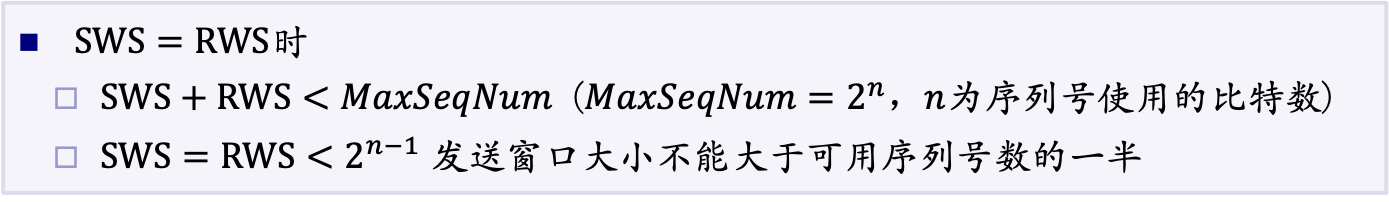 ■ SWS = RWS时
□ SWS + RWS < MaxSeqNum（MaxSeqNum = 2ⁿ，n为序列号使用的比特数）
□ SWS = RWS < 2ⁿ⁻¹ 发送窗口大小不能大于可用序列号数的一半